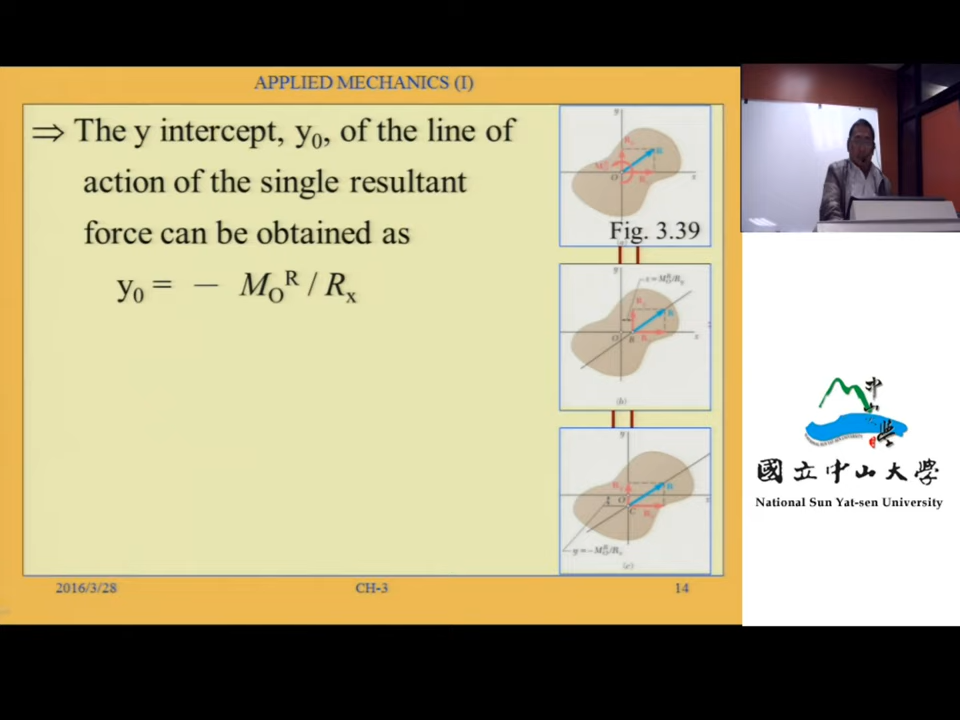 APPLIED MECHANICS (I)
⇒ The y intercept, y₀, of the line of
action of the single resultant
force can be obtained as
y₀ = − M_O^R / Rₓ
Fig. 3.39
(b)
(c)
2016/3/28
CH-3
14
國立中山大學
National Sun Yat-sen University